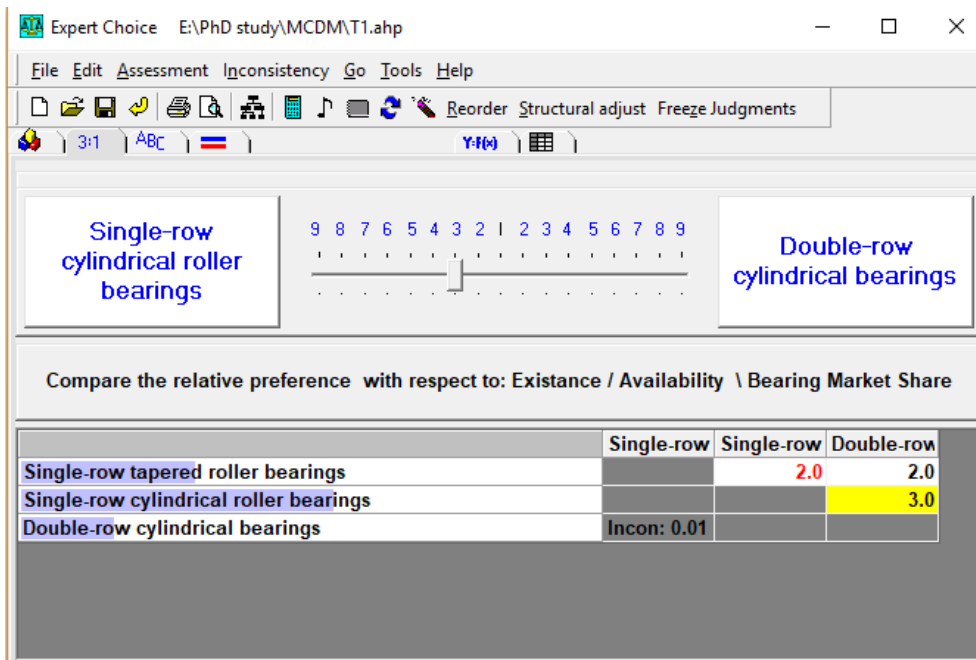 Expert Choice E:\PhD study\MCDM\T1.ahp
File Edit Assessment Inconsistency Go Tools Help
Reorder Structural adjust Freeze Judgments
3:1 ABC Y=F(x)
9 8 7 6 5 4 3 2 1 2 3 4 5 6 7 8 9
Single-row
cylindrical roller
bearings
Double-row
cylindrical bearings
Compare the relative preference with respect to: Existance / Availability \ Bearing Market Share
Single-row Single-row Double-row
Single-row tapered roller bearings 2.0 2.0
Single-row cylindrical roller bearings 3.0
Double-row cylindrical bearings Incon: 0.01